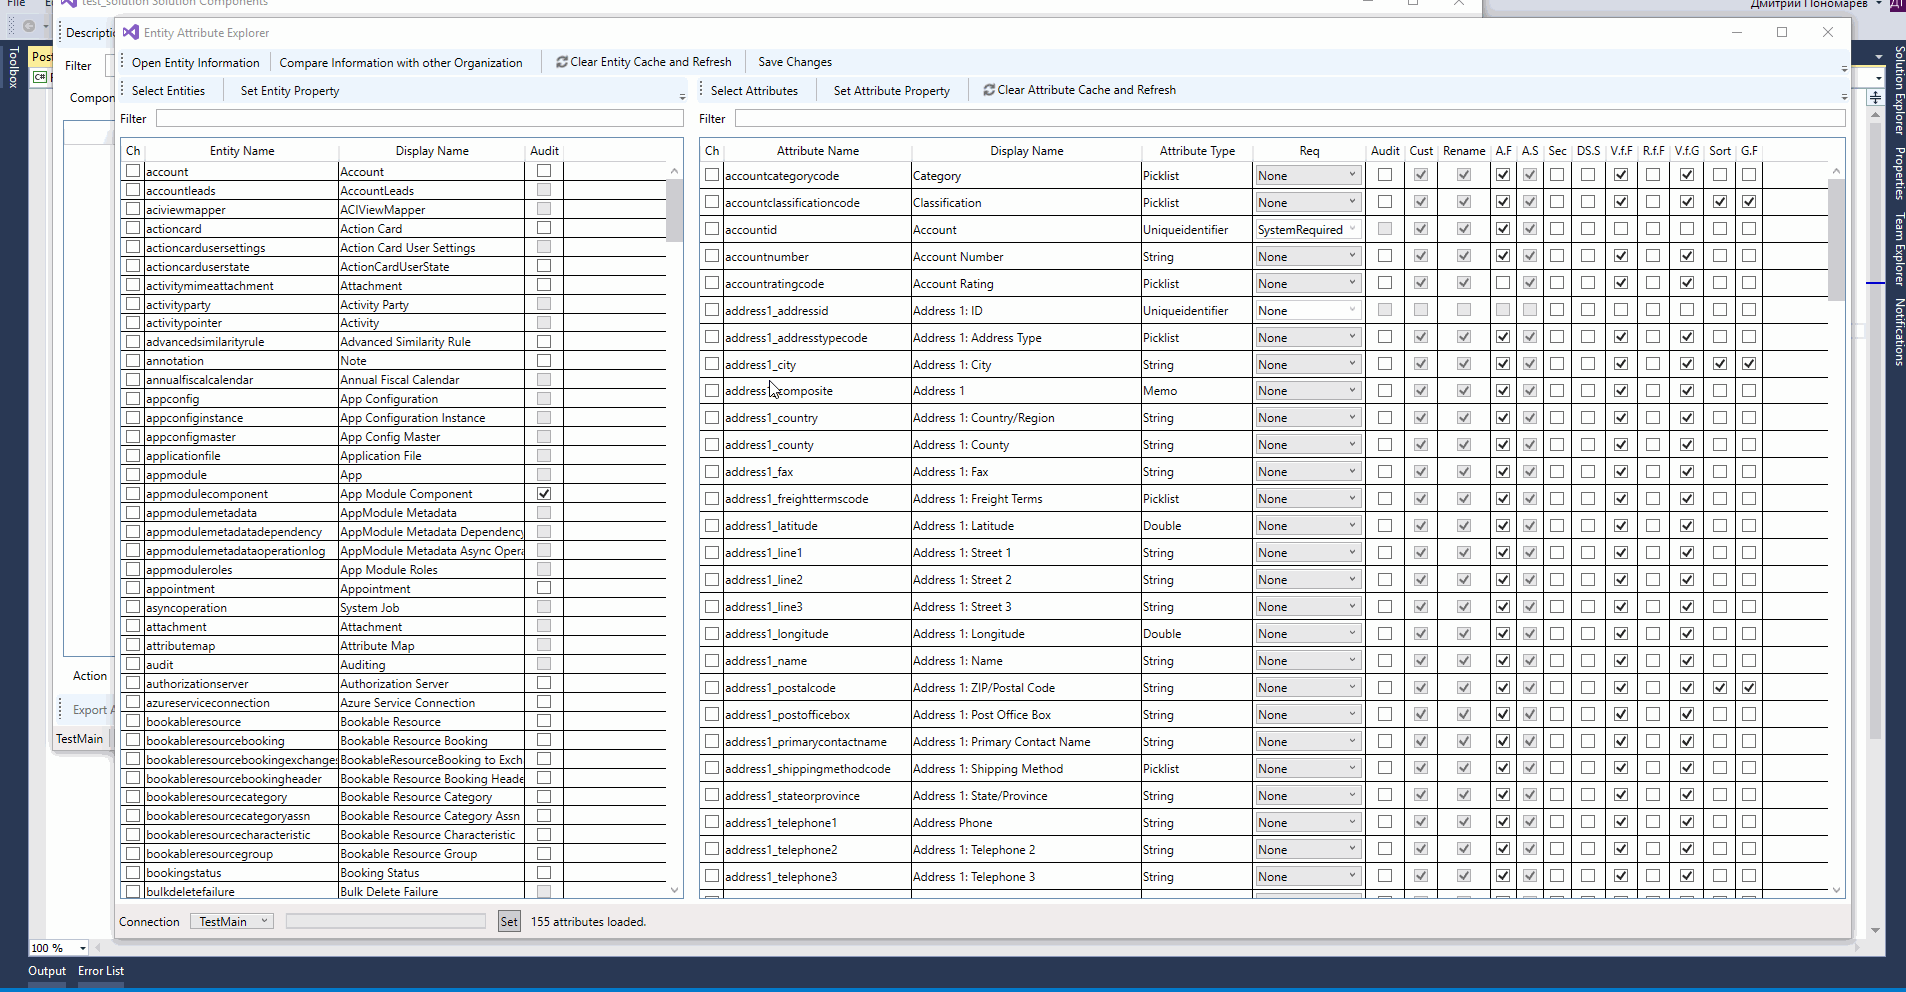 File
test_solution Solution Components
Дмитрий Пономарев
ДП
Toolbox
Descripti
Filter
Compon
Action
Export A
TestMain
Entity Attribute Explorer
Open Entity Information
Compare Information with other Organization
Clear Entity Cache and Refresh
Save Changes
Select Entities
Set Entity Property
Select Attributes
Set Attribute Property
Clear Attribute Cache and Refresh
Filter
Filter
Ch Entity Name Display Name Audit
account Account
accountleads AccountLeads
aciviewmapper ACIViewMapper
actioncard Action Card
actioncardusersettings Action Card User Settings
actioncarduserstate ActionCardUserState
activitymimeattachment Attachment
activityparty Activity Party
activitypointer Activity
advancedsimilarityrule Advanced Similarity Rule
annotation Note
annualfiscalcalendar Annual Fiscal Calendar
appconfig App Configuration
appconfiginstance App Configuration Instance
appconfigmaster App Config Master
applicationfile Application File
appmodule App
appmodulecomponent App Module Component
appmodulemetadata AppModule Metadata
appmodulemetadatadependency AppModule Metadata Dependency
appmodulemetadataoperationlog AppModule Metadata Async Opera
appmoduleroles App Module Roles
appointment Appointment
asyncoperation System Job
attachment Attachment
attributemap Attribute Map
audit Auditing
authorizationserver Authorization Server
azureserviceconnection Azure Service Connection
bookableresource Bookable Resource
bookableresourcebooking Bookable Resource Booking
bookableresourcebookingexchanges BookableResourceBooking to Exch
bookableresourcebookingheader Bookable Resource Booking Heade
bookableresourcecategory Bookable Resource Category
bookableresourcecategoryassn Bookable Resource Category Assn
bookableresourcecharacteristic Bookable Resource Characteristic
bookableresourcegroup Bookable Resource Group
bookingstatus Booking Status
bulkdeletefailure Bulk Delete Failure
Ch Attribute Name Display Name Attribute Type Req Audit Cust Rename A.F A.S Sec DS.S V.f.F R.f.F V.f.G Sort G.F
accountcategorycode Category Picklist None
accountclassificationcode Classification Picklist None
accountid Account Uniqueidentifier SystemRequired
accountnumber Account Number String None
accountratingcode Account Rating Picklist None
address1_addressid Address 1: ID Uniqueidentifier None
address1_addresstypecode Address 1: Address Type Picklist None
address1_city Address 1: City String None
address1_composite Address 1 Memo None
address1_country Address 1: Country/Region String None
address1_county Address 1: County String None
address1_fax Address 1: Fax String None
address1_freighttermscode Address 1: Freight Terms Picklist None
address1_latitude Address 1: Latitude Double None
address1_line1 Address 1: Street 1 String None
address1_line2 Address 1: Street 2 String None
address1_line3 Address 1: Street 3 String None
address1_longitude Address 1: Longitude Double None
address1_name Address 1: Name String None
address1_postalcode Address 1: ZIP/Postal Code String None
address1_postofficebox Address 1: Post Office Box String None
address1_primarycontactname Address 1: Primary Contact Name String None
address1_shippingmethodcode Address 1: Shipping Method Picklist None
address1_stateorprovince Address 1: State/Province String None
address1_telephone1 Address Phone String None
address1_telephone2 Address 1: Telephone 2 String None
address1_telephone3 Address 1: Telephone 3 String None
Connection TestMain Set 155 attributes loaded.
Solution Explorer
Properties
Team Explorer
Notifications
100 %
Output Error List